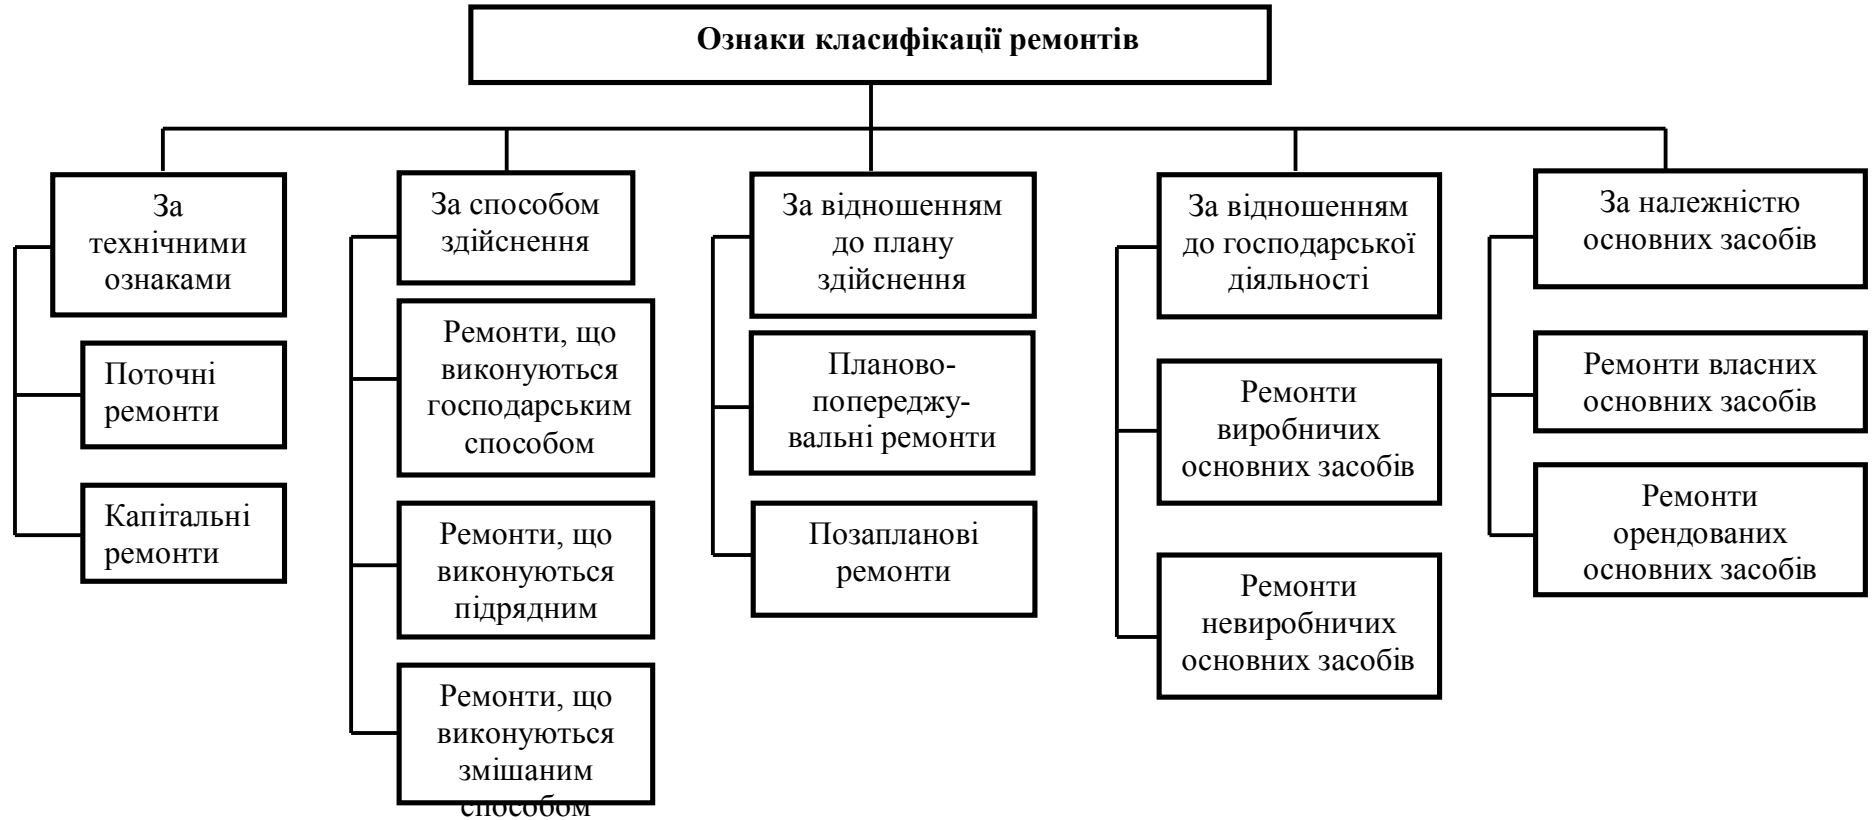 Ознаки класифікації ремонтів
За
технічними
ознаками
Поточні
ремонти
Капітальні
ремонти
За способом
здійснення
Ремонти, що
виконуються
господарським
способом
Ремонти, що
виконуються
підрядним
Ремонти, що
виконуються
змішаним
способом
За відношенням
до плану
здійснення
Планово-
попереджу-
вальні ремонти
Позапланові
ремонти
За відношенням
до господарської
діяльності
Ремонти
виробничих
основних засобів
Ремонти
невиробничих
основних засобів
За належністю
основних засобів
Ремонти власних
основних засобів
Ремонти
орендованих
основних засобів